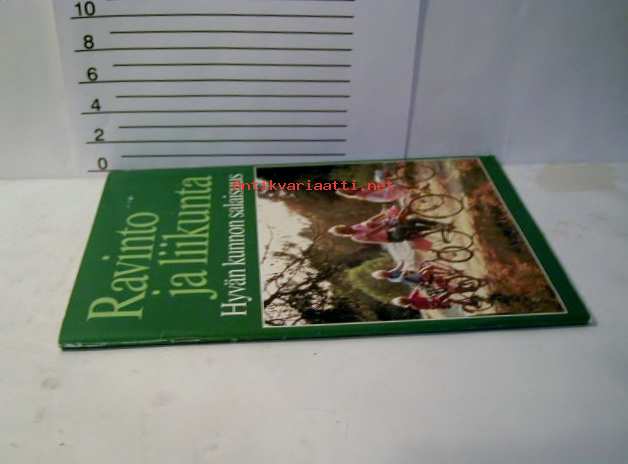 10
8
6
4
2
0
Ravinto
ja liikunta
Hyvän kunnon salaisuus
Antikvariaatti.net